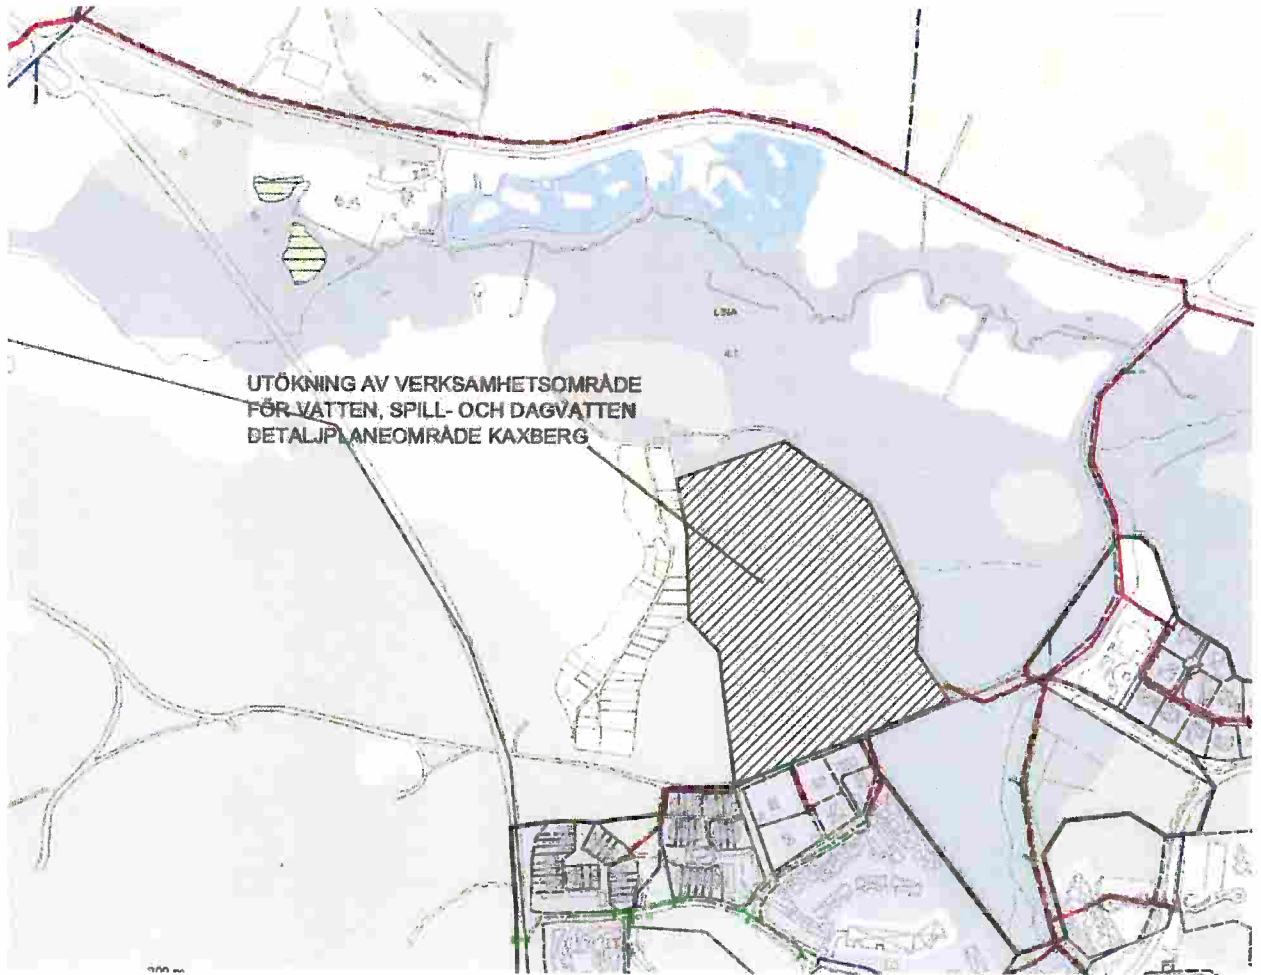 UTÖKNING AV VERKSAMHETSOMRÅDE
FÖR VATTEN, SPILL- OCH DAGVATTEN
DETALJPLANEOMRÅDE KAXBERG